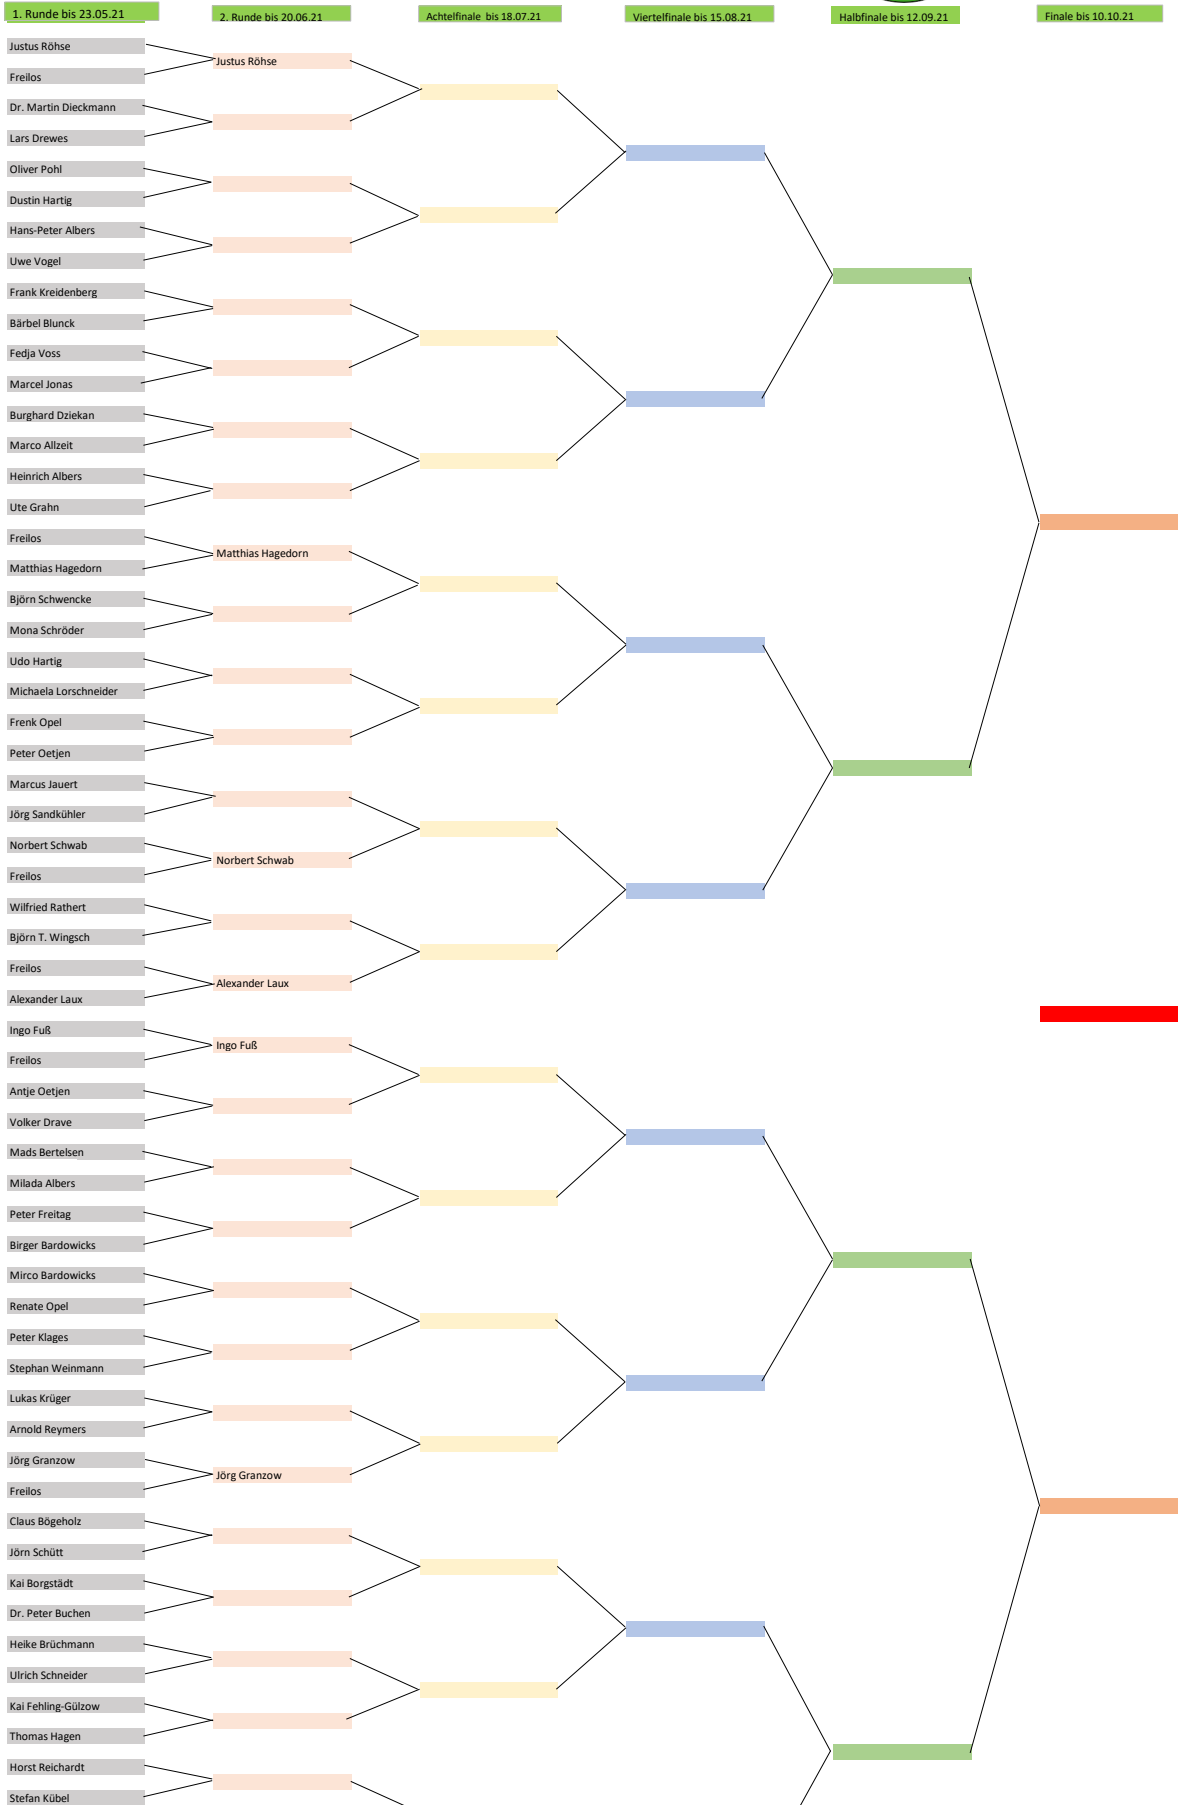 1. Runde bis 23.05.21
2. Runde bis 20.06.21
Achtelfinale bis 18.07.21
Viertelfinale bis 15.08.21
Halbfinale bis 12.09.21
Finale bis 10.10.21
Justus Röhse
Freilos
Dr. Martin Dieckmann
Lars Drewes
Oliver Pohl
Dustin Hartig
Hans-Peter Albers
Uwe Vogel
Frank Kreidenberg
Bärbel Blunck
Fedja Voss
Marcel Jonas
Burghard Dziekan
Marco Allzeit
Heinrich Albers
Ute Grahn
Freilos
Matthias Hagedorn
Björn Schwencke
Mona Schröder
Udo Hartig
Michaela Lorschneider
Frenk Opel
Peter Oetjen
Marcus Jauert
Jörg Sandkühler
Norbert Schwab
Freilos
Wilfried Rathert
Björn T. Wingsch
Freilos
Alexander Laux
Ingo Fuß
Freilos
Antje Oetjen
Volker Drave
Mads Bertelsen
Milada Albers
Peter Freitag
Birger Bardowicks
Mirco Bardowicks
Renate Opel
Peter Klages
Stephan Weinmann
Lukas Krüger
Arnold Reymers
Jörg Granzow
Freilos
Claus Bögeholz
Jörn Schütt
Kai Borgstädt
Dr. Peter Buchen
Heike Brüchmann
Ulrich Schneider
Kai Fehling-Gülzow
Thomas Hagen
Horst Reichardt
Stefan Kübel
Justus Röhse
Matthias Hagedorn
Norbert Schwab
Alexander Laux
Ingo Fuß
Jörg Granzow